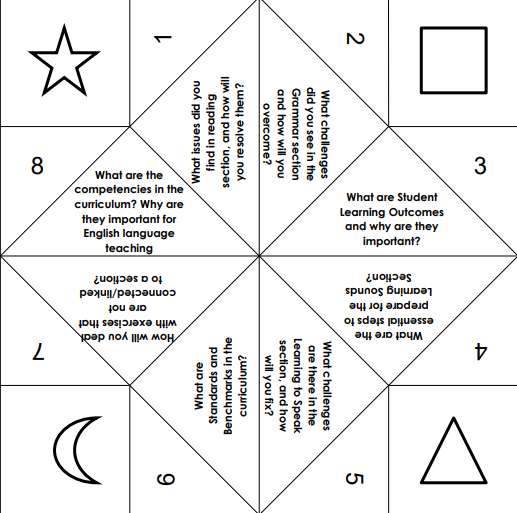 1
What issues did you
find in reading
section, and how will
you resolve them?
2
What challenges
did you see in the
Grammar section
and how will you
overcome?
8
What are the
competencies in the
curriculum? Why are
they important for
English language
teaching
3
What are Student
Learning Outcomes
and why are they
important?
7
How will you deal
with exercises that
are not
connected/linked
to a section?
4
What are the
essential steps to
prepare for the
Learning Sounds
Section?
6
What are
Standards and
Benchmarks in the
curriculum?
5
What challenges
are there in the
Learning to Speak
section, and how
will you fix?